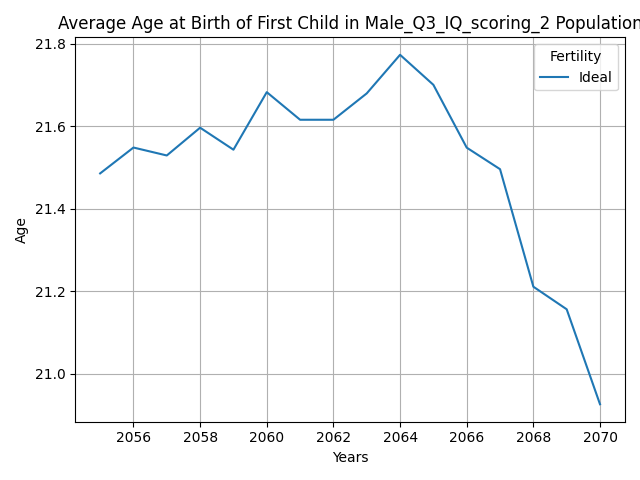 Average Age at Birth of First Child in Male_Q3_IQ_scoring_2 Population
Fertility
Ideal
Age
21.8
21.6
21.4
21.2
21.0
2056 2058 2060 2062 2064 2066 2068 2070
Years